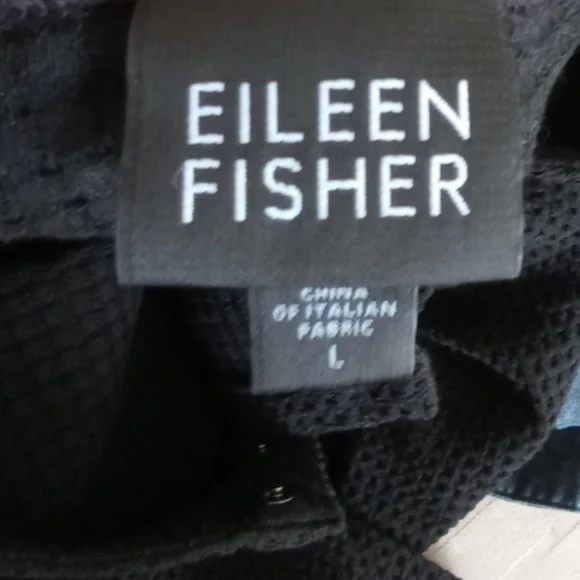 EILEEN
FISHER
CHINA
OF ITALIAN
FABRIC
L